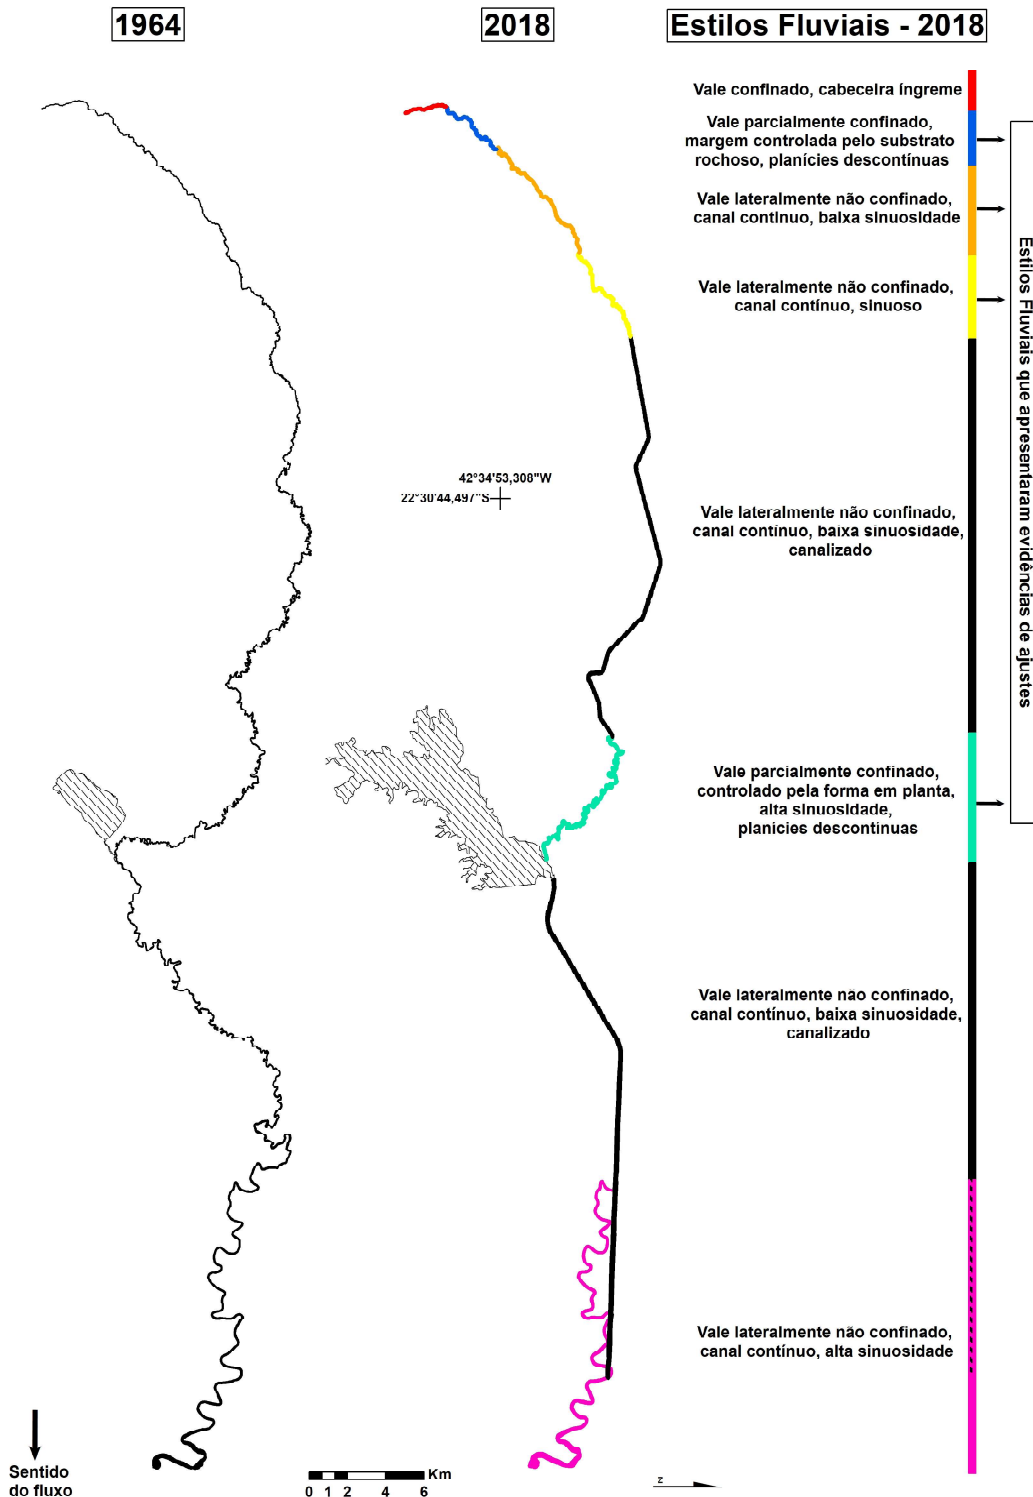 1964
2018
Estilos Fluviais - 2018
Vale confinado, cabeceira íngreme
Vale parcialmente confinado,
margem controlada pelo substrato
rochoso, planícies descontínuas
Vale lateralmente não confinado,
canal contínuo, baixa sinuosidade
Vale lateralmente não confinado,
canal contínuo, sinuoso
42°34'53,308"W
22°30'44,497"S
Vale lateralmente não confinado,
canal contínuo, baixa sinuosidade,
canalizado
Estilos Fluviais que apresentaram evidências de ajustes
Vale parcialmente confinado,
controlado pela forma em planta,
alta sinuosidade,
planícies descontínuas
Vale lateralmente não confinado,
canal contínuo, baixa sinuosidade,
canalizado
Vale lateralmente não confinado,
canal contínuo, alta sinuosidade
Sentido
do fluxo
Km
0 1 2 4 6
z